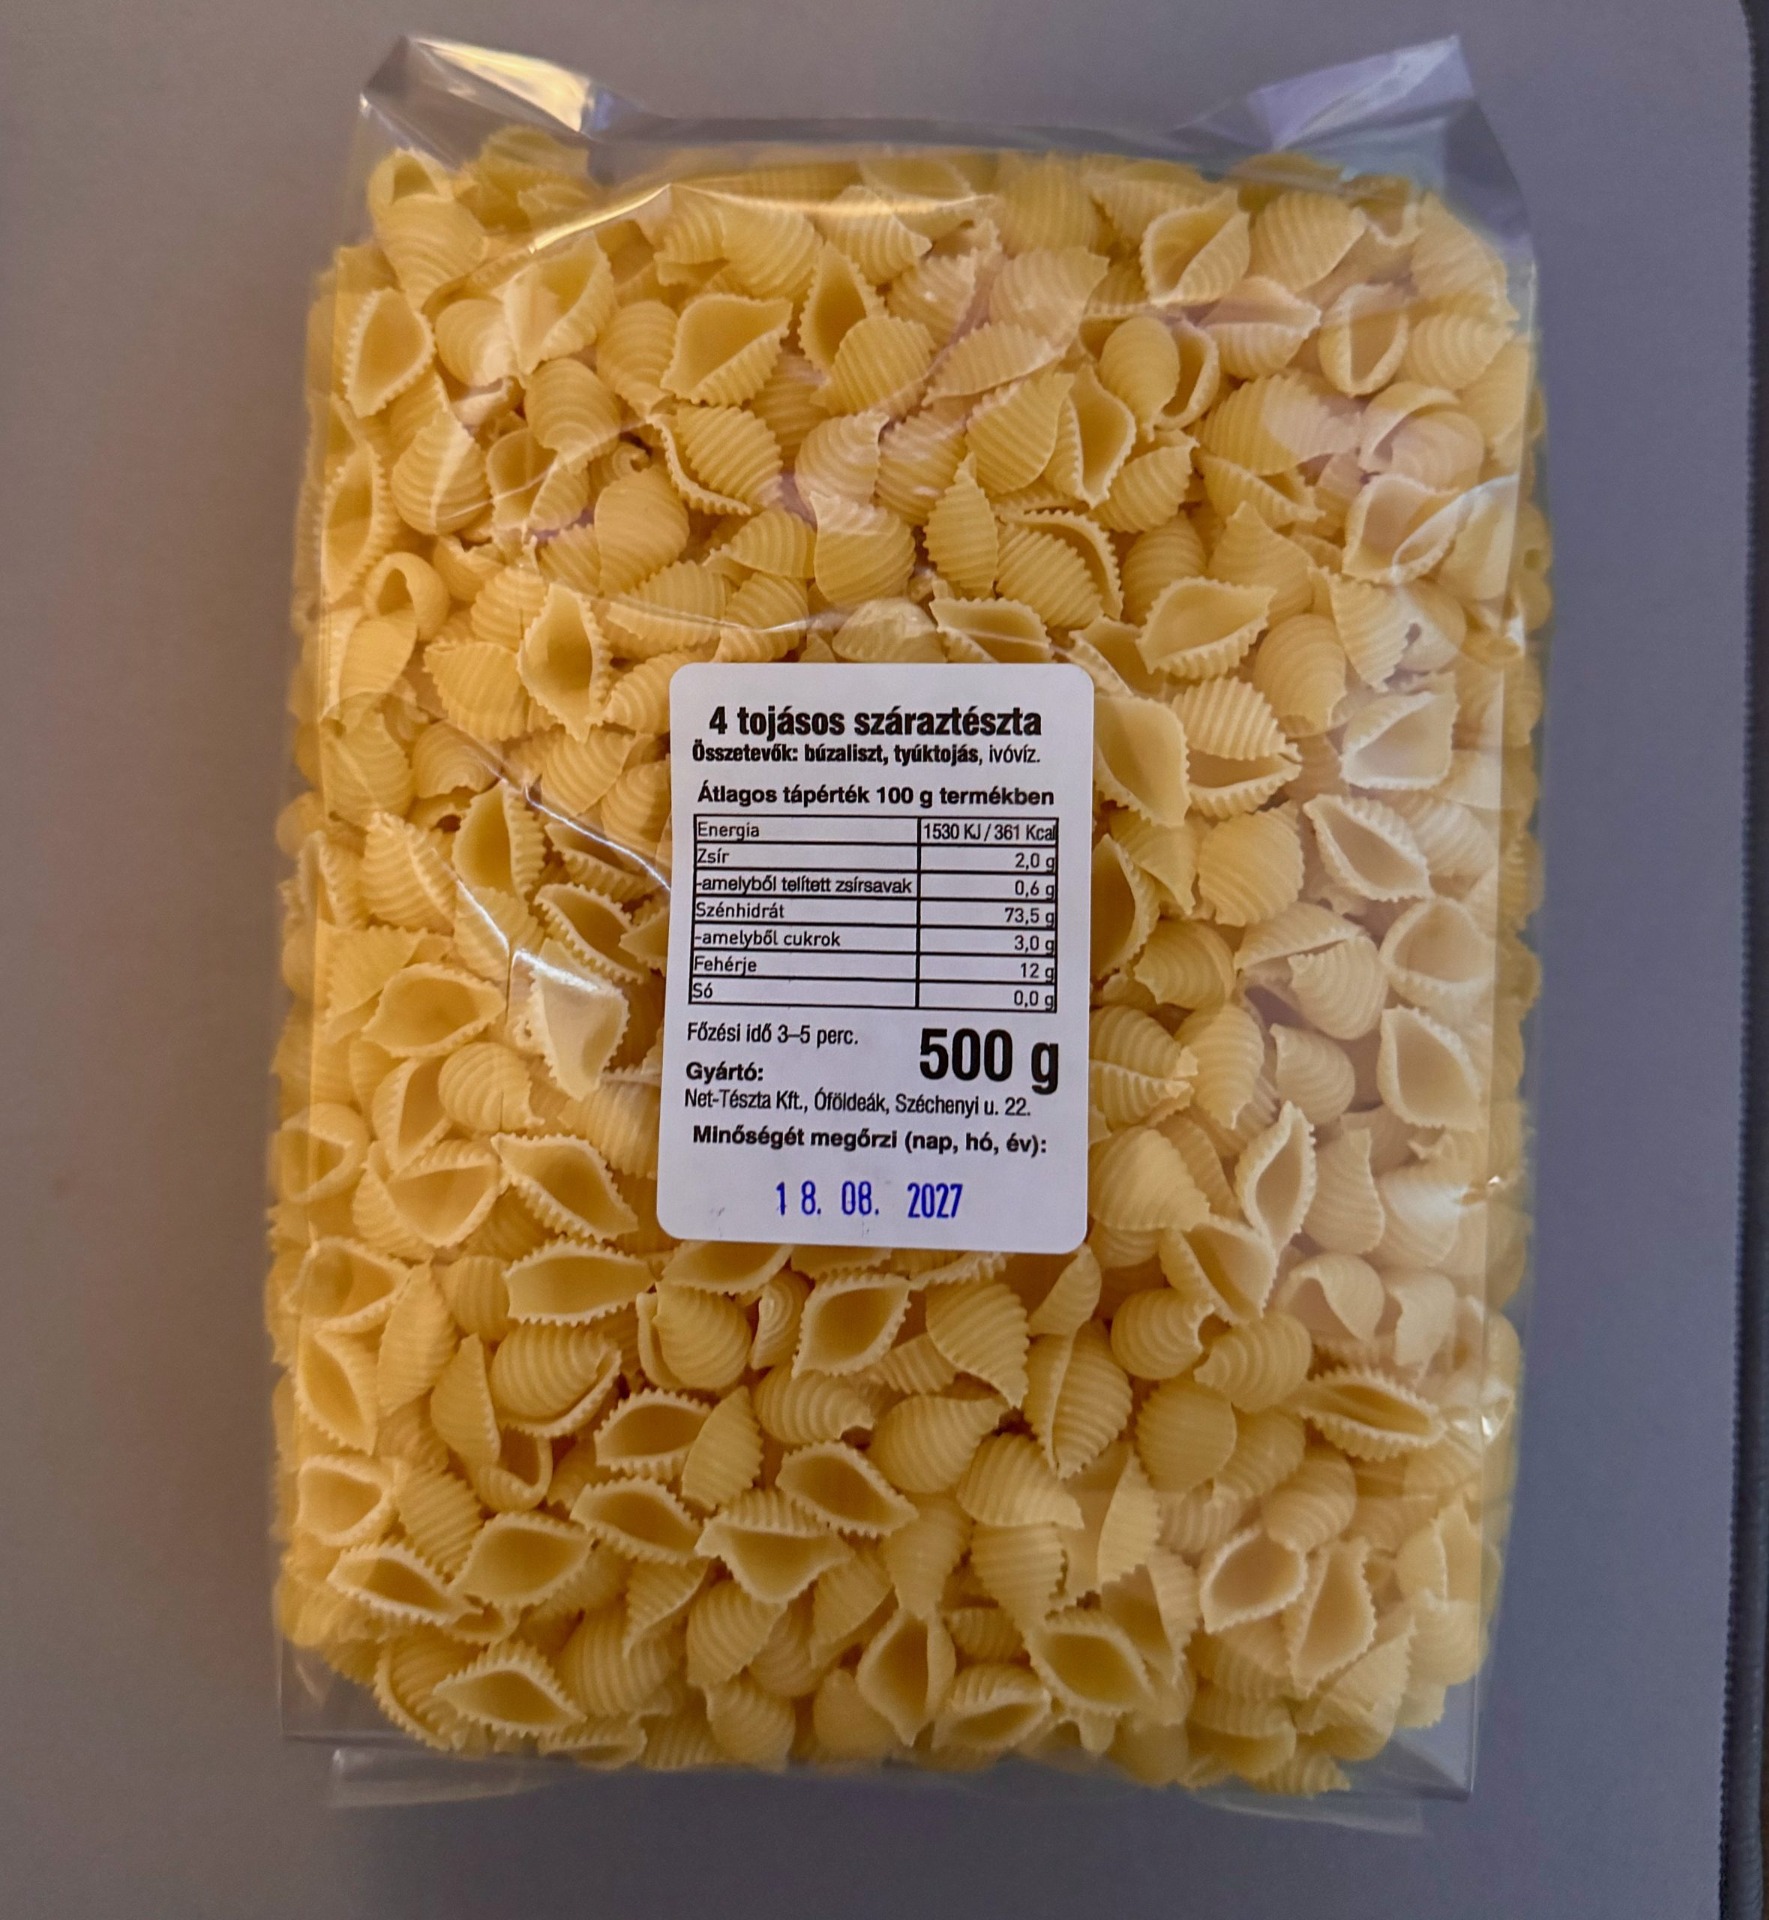 4 tojásos száraztészta
Összetevők: búzaliszt, tyúktojás, ivóvíz.
Átlagos tápérték 100 g termékben
Energia 1530 KJ / 361 Kcal
Zsír 2,0 g
-amelyből telített zsírsavak 0,6 g
Szénhidrát 73,5 g
-amelyből cukrok 3,0 g
Fehérje 12 g
Só 0,0 g
Főzési idő 3–5 perc.
500 g
Gyártó:
Net-Tészta Kft., Óföldeák, Széchenyi u. 22.
Minőségét megőrzi (nap, hó, év):
18. 08. 2027